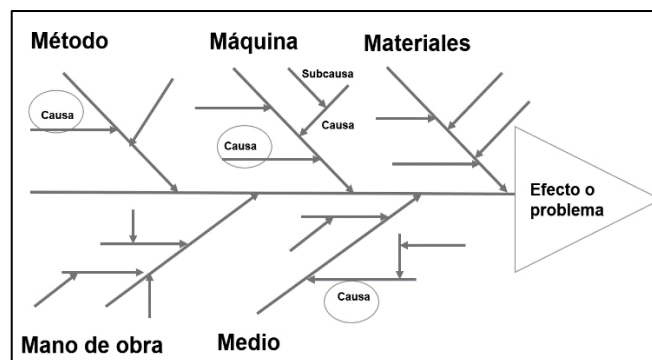 Método
Máquina
Materiales
Subcausa
Causa
Causa
Causa
Efecto o
problema
Causa
Mano de obra
Medio